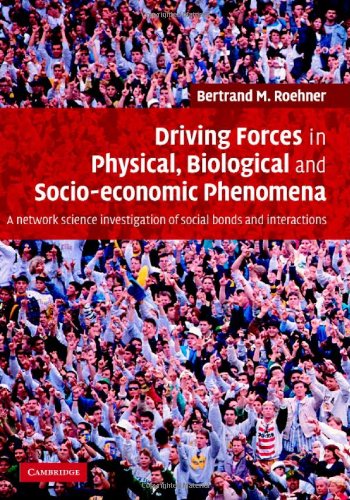 Bertrand M. Roehner
Driving Forces in
Physical, Biological and
Socio-economic Phenomena
A network science investigation of social bonds and interactions
CAMBRIDGE